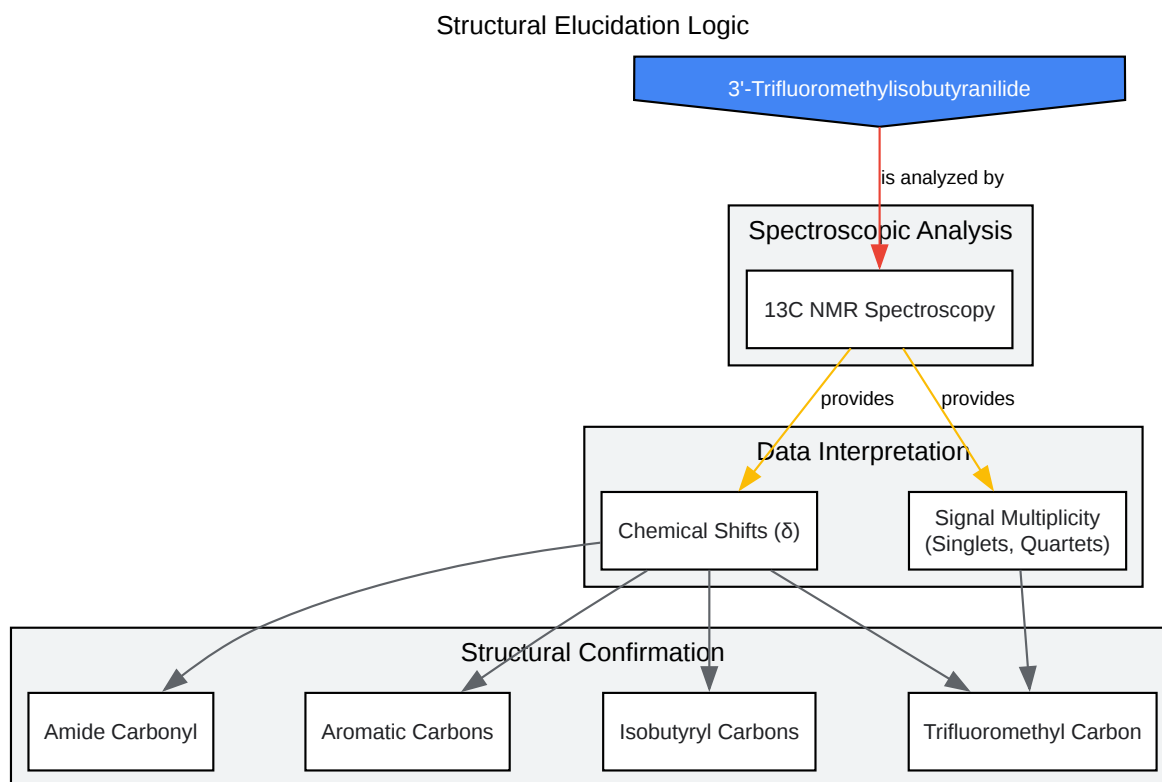 Structural Elucidation Logic
3'-Trifluoromethylisobutyranilide
is analyzed by
Spectroscopic Analysis
13C NMR Spectroscopy
provides
provides
Data Interpretation
Chemical Shifts (δ)
Signal Multiplicity
(Singlets, Quartets)
Structural Confirmation
Amide Carbonyl
Aromatic Carbons
Isobutyryl Carbons
Trifluoromethyl Carbon